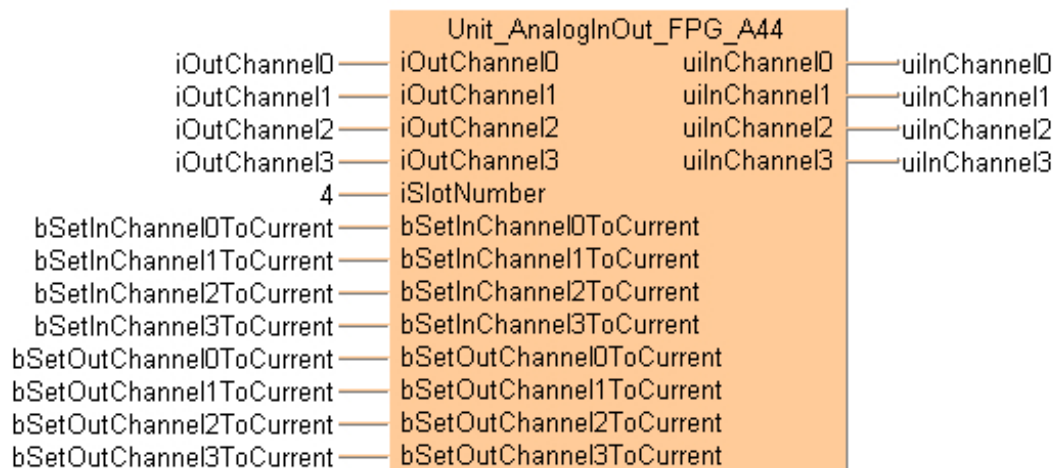 Unit_AnalogInOut_FPG_A44
iOutChannel0 iOutChannel0 uiInChannel0 uiInChannel0
iOutChannel1 iOutChannel1 uiInChannel1 uiInChannel1
iOutChannel2 iOutChannel2 uiInChannel2 uiInChannel2
iOutChannel3 iOutChannel3 uiInChannel3 uiInChannel3
4 iSlotNumber
bSetInChannel0ToCurrent bSetInChannel0ToCurrent
bSetInChannel1ToCurrent bSetInChannel1ToCurrent
bSetInChannel2ToCurrent bSetInChannel2ToCurrent
bSetInChannel3ToCurrent bSetInChannel3ToCurrent
bSetOutChannel0ToCurrent bSetOutChannel0ToCurrent
bSetOutChannel1ToCurrent bSetOutChannel1ToCurrent
bSetOutChannel2ToCurrent bSetOutChannel2ToCurrent
bSetOutChannel3ToCurrent bSetOutChannel3ToCurrent